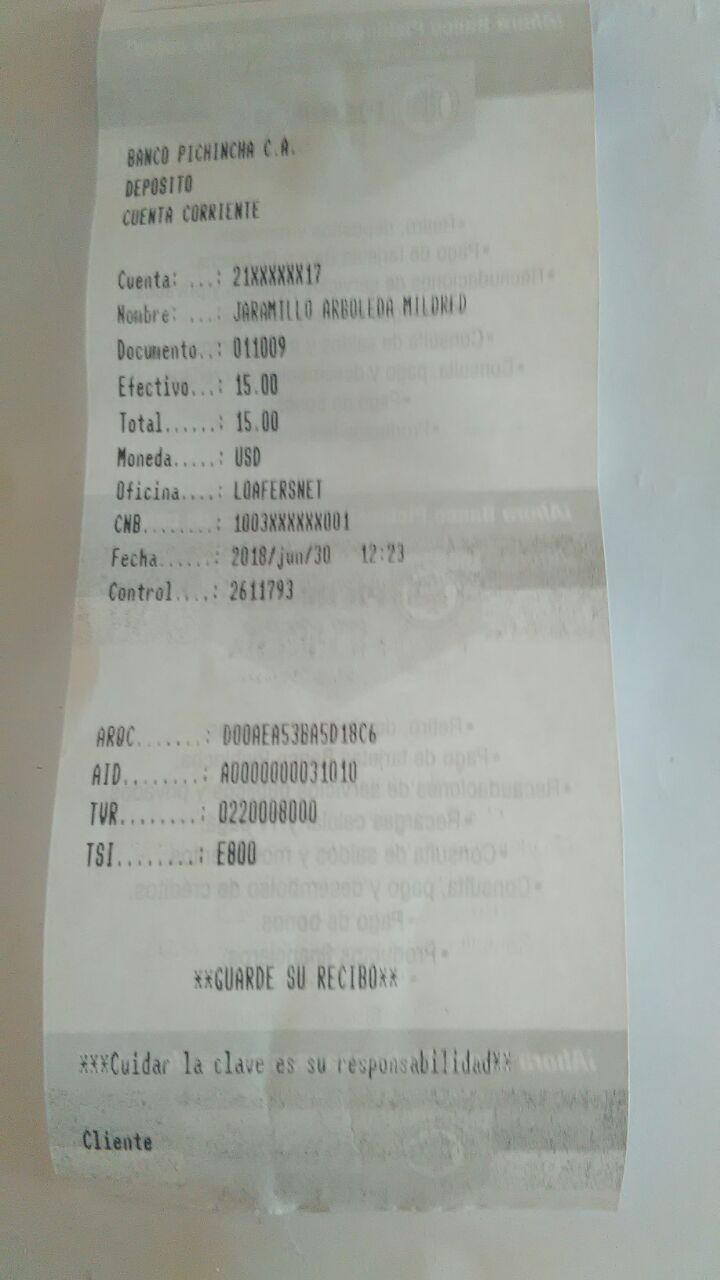 BANCO PICHINCHA C.A.
DEPOSITO
CUENTA CORRIENTE
Cuenta: ...: 21XXXXXX17
Nombre: ...: JARAMILLO ARBOLEDA MILDRED
Documento..: 011009
Efectivo...: 15.00
Total......: 15.00
Moneda.....: USD
Oficina....: LOAFERSNET
CNB........: 1003XXXXXX001
Fecha......: 2018/jun/30 12:23
Control....: 2611793
ARQC.......: D00AEA53BA5D18C6
AID........: A0000000031010
TVR........: 0220008000
TSI........: E800
**GUARDE SU RECIBO**
***Cuidar la clave es su responsabilidad**
Cliente